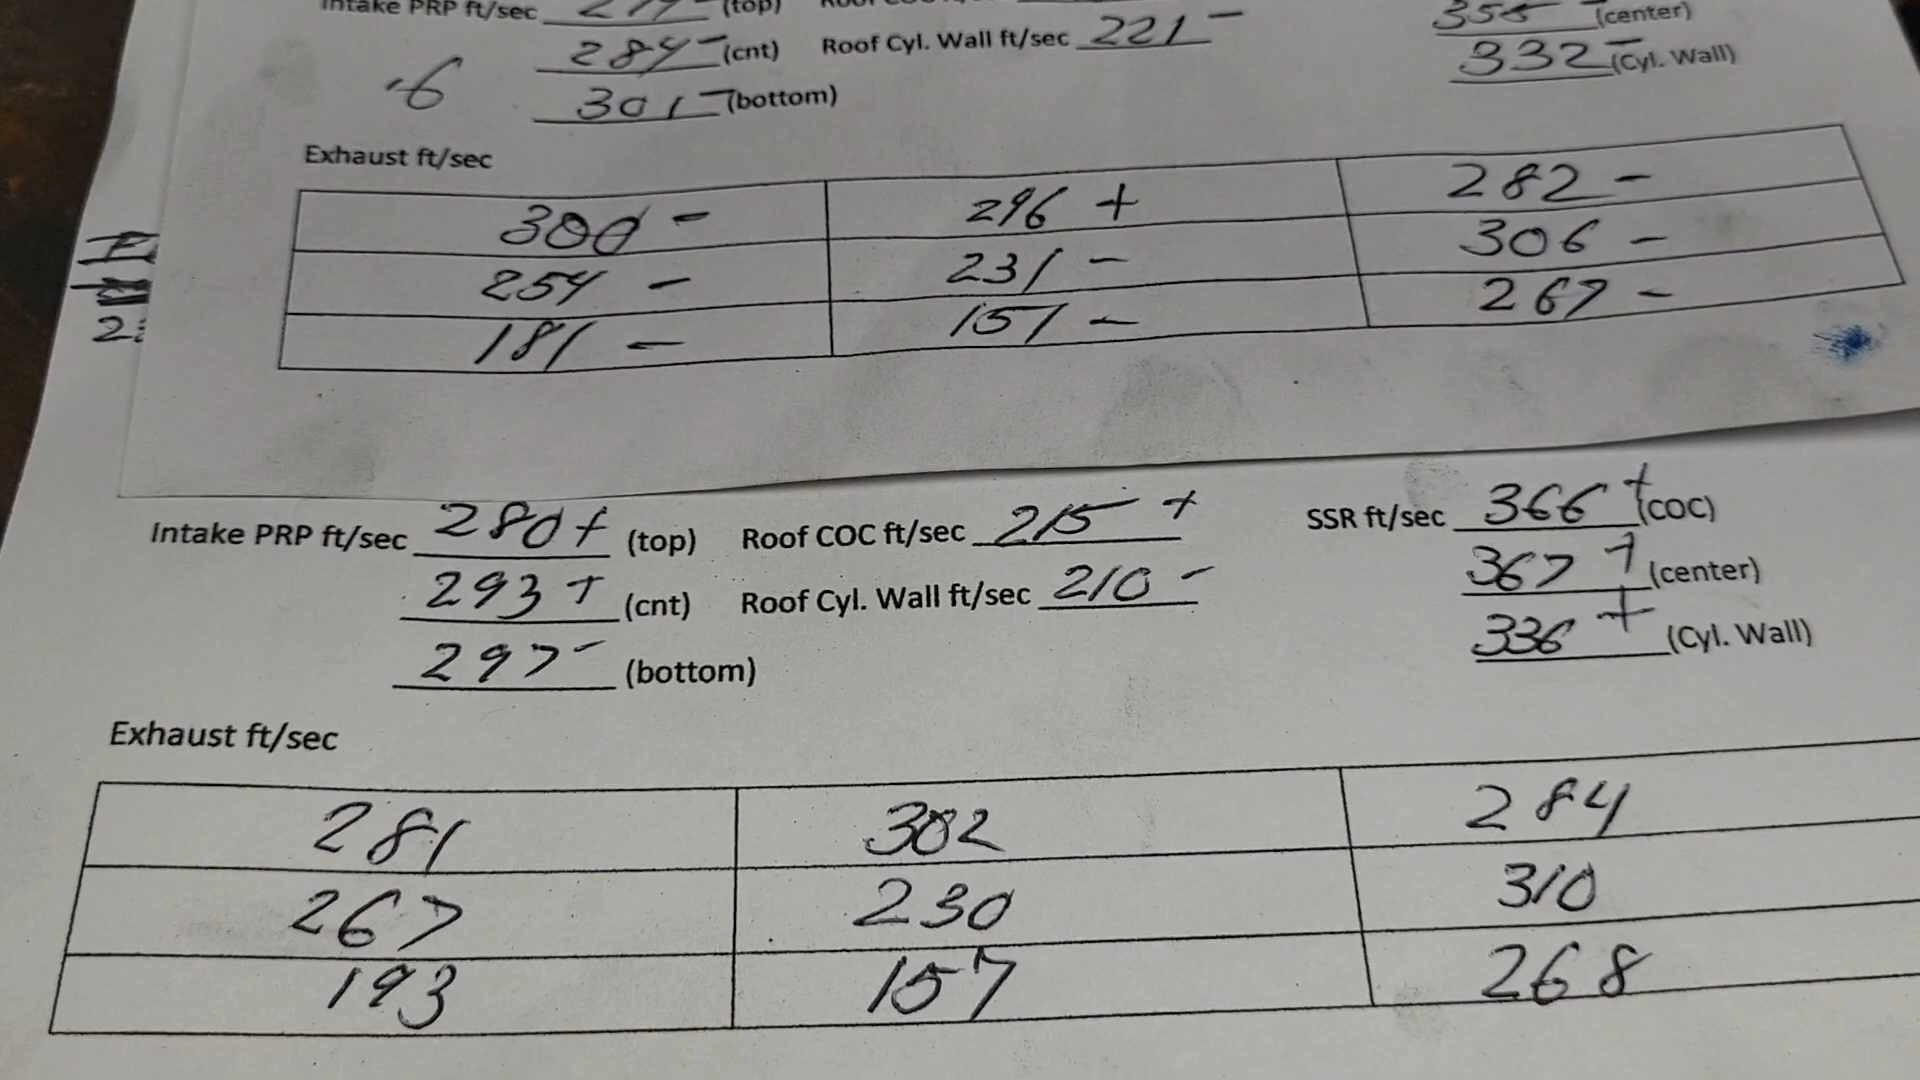 Intake PRP ft/sec (top)
355 - (center)
284 - (cnt) Roof Cyl. Wall ft/sec 221 -
332 - (Cyl. Wall)
-6
301 - (bottom)
Exhaust ft/sec
300 - 296 + 282 -
254 - 231 - 306 -
181 - 151 - 267 -
2.
Intake PRP ft/sec 280 + (top) Roof COC ft/sec 215 + SSR ft/sec 366 + (COC)
293 + (cnt) Roof Cyl. Wall ft/sec 210 - 367 + (center)
297 - (bottom) 336 + (Cyl. Wall)
Exhaust ft/sec
281 302 284
267 230 310
193 157 268